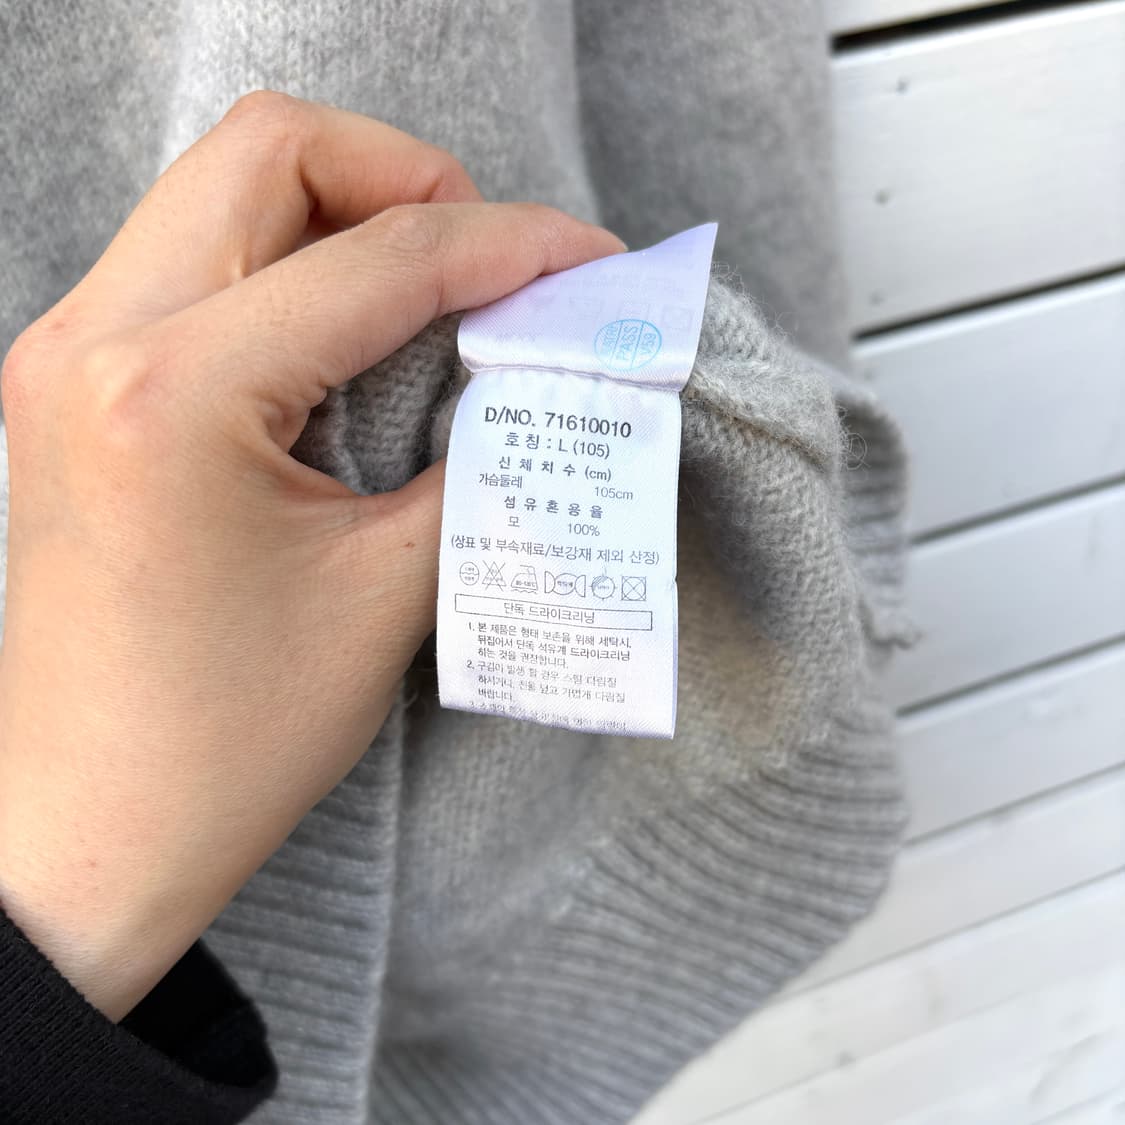 PASS
V59
D/NO. 71610010
호 칭 : L (105)
신 체 치 수 (cm)
가슴둘레 105cm
섬 유 혼 용 율
모 100%
(상표 및 부속재료/보강재 제외 산정)
단독 드라이크리닝
1. 본 제품은 형태 보존을 위해 세탁시,
뒤집어서 단독 석유계 드라이크리닝
하는 것을 권장합니다.
2. 구김이 발생 할 경우 스팀 다림질
하시거나, 천을 덮고 가볍게 다림질
바랍니다.
3.